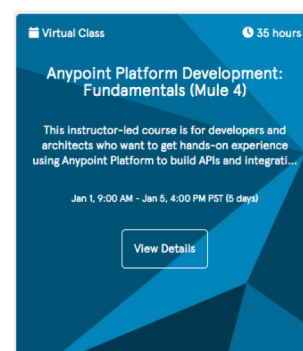 Virtual Class
35 hours
Anypoint Platform Development:
Fundamentals (Mule 4)
This instructor-led course is for developers and
architects who want to get hands-on experience
using Anypoint Platform to build APIs and integrati...
Jan 1, 9:00 AM - Jan 5, 4:00 PM PST (5 days)
View Details